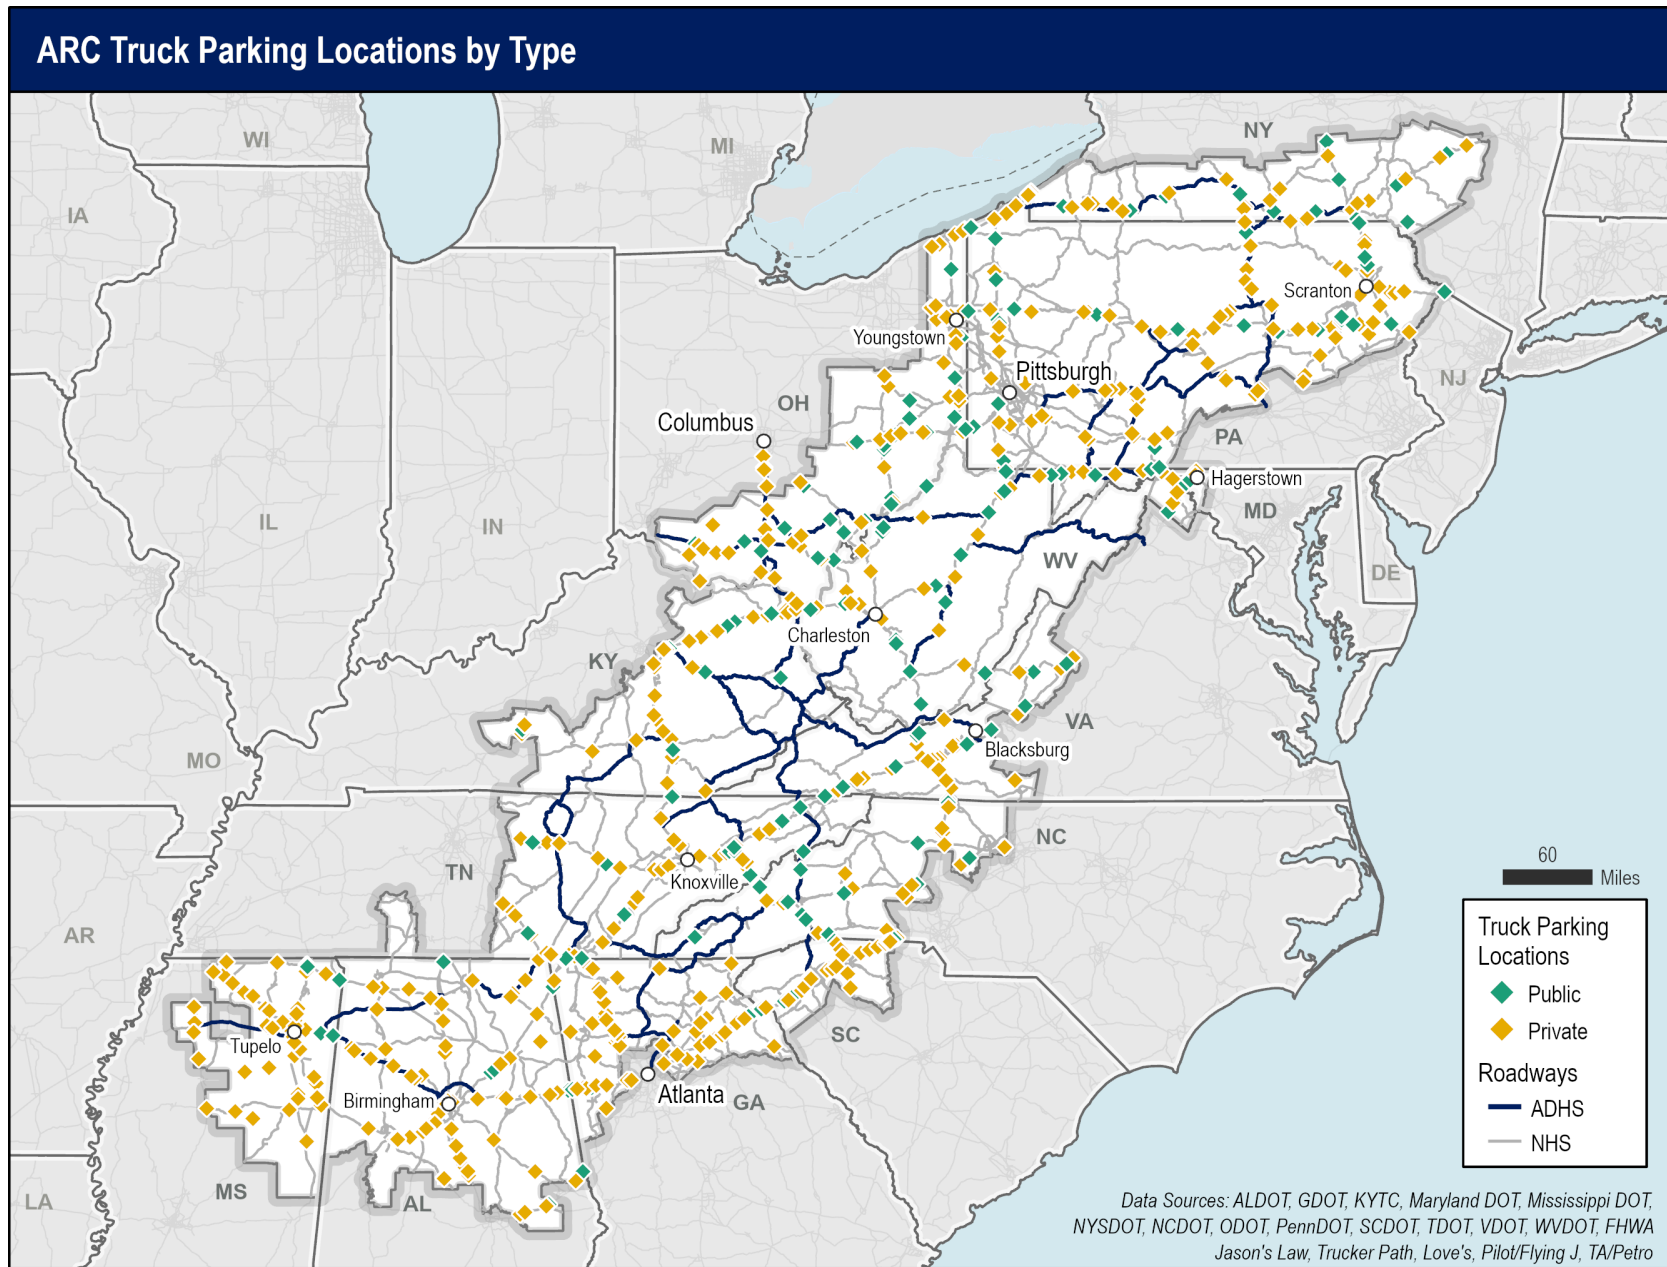 ARC Truck Parking Locations by Type
WI
MI
NY
IA
Scranton
Youngstown
NJ
Pittsburgh
OH
Columbus
PA
Hagerstown
MD
IL
IN
WV
DE
Charleston
KY
VA
Blacksburg
MO
NC
60
Miles
TN
Knoxville
AR
Truck Parking
Locations
Public
Private
Roadways
ADHS
NHS
SC
Tupelo
Atlanta
Birmingham
GA
MS
AL
LA
Data Sources: ALDOT, GDOT, KYTC, Maryland DOT, Mississippi DOT,
NYSDOT, NCDOT, ODOT, PennDOT, SCDOT, TDOT, VDOT, WVDOT, FHWA
Jason's Law, Trucker Path, Love's, Pilot/Flying J, TA/Petro